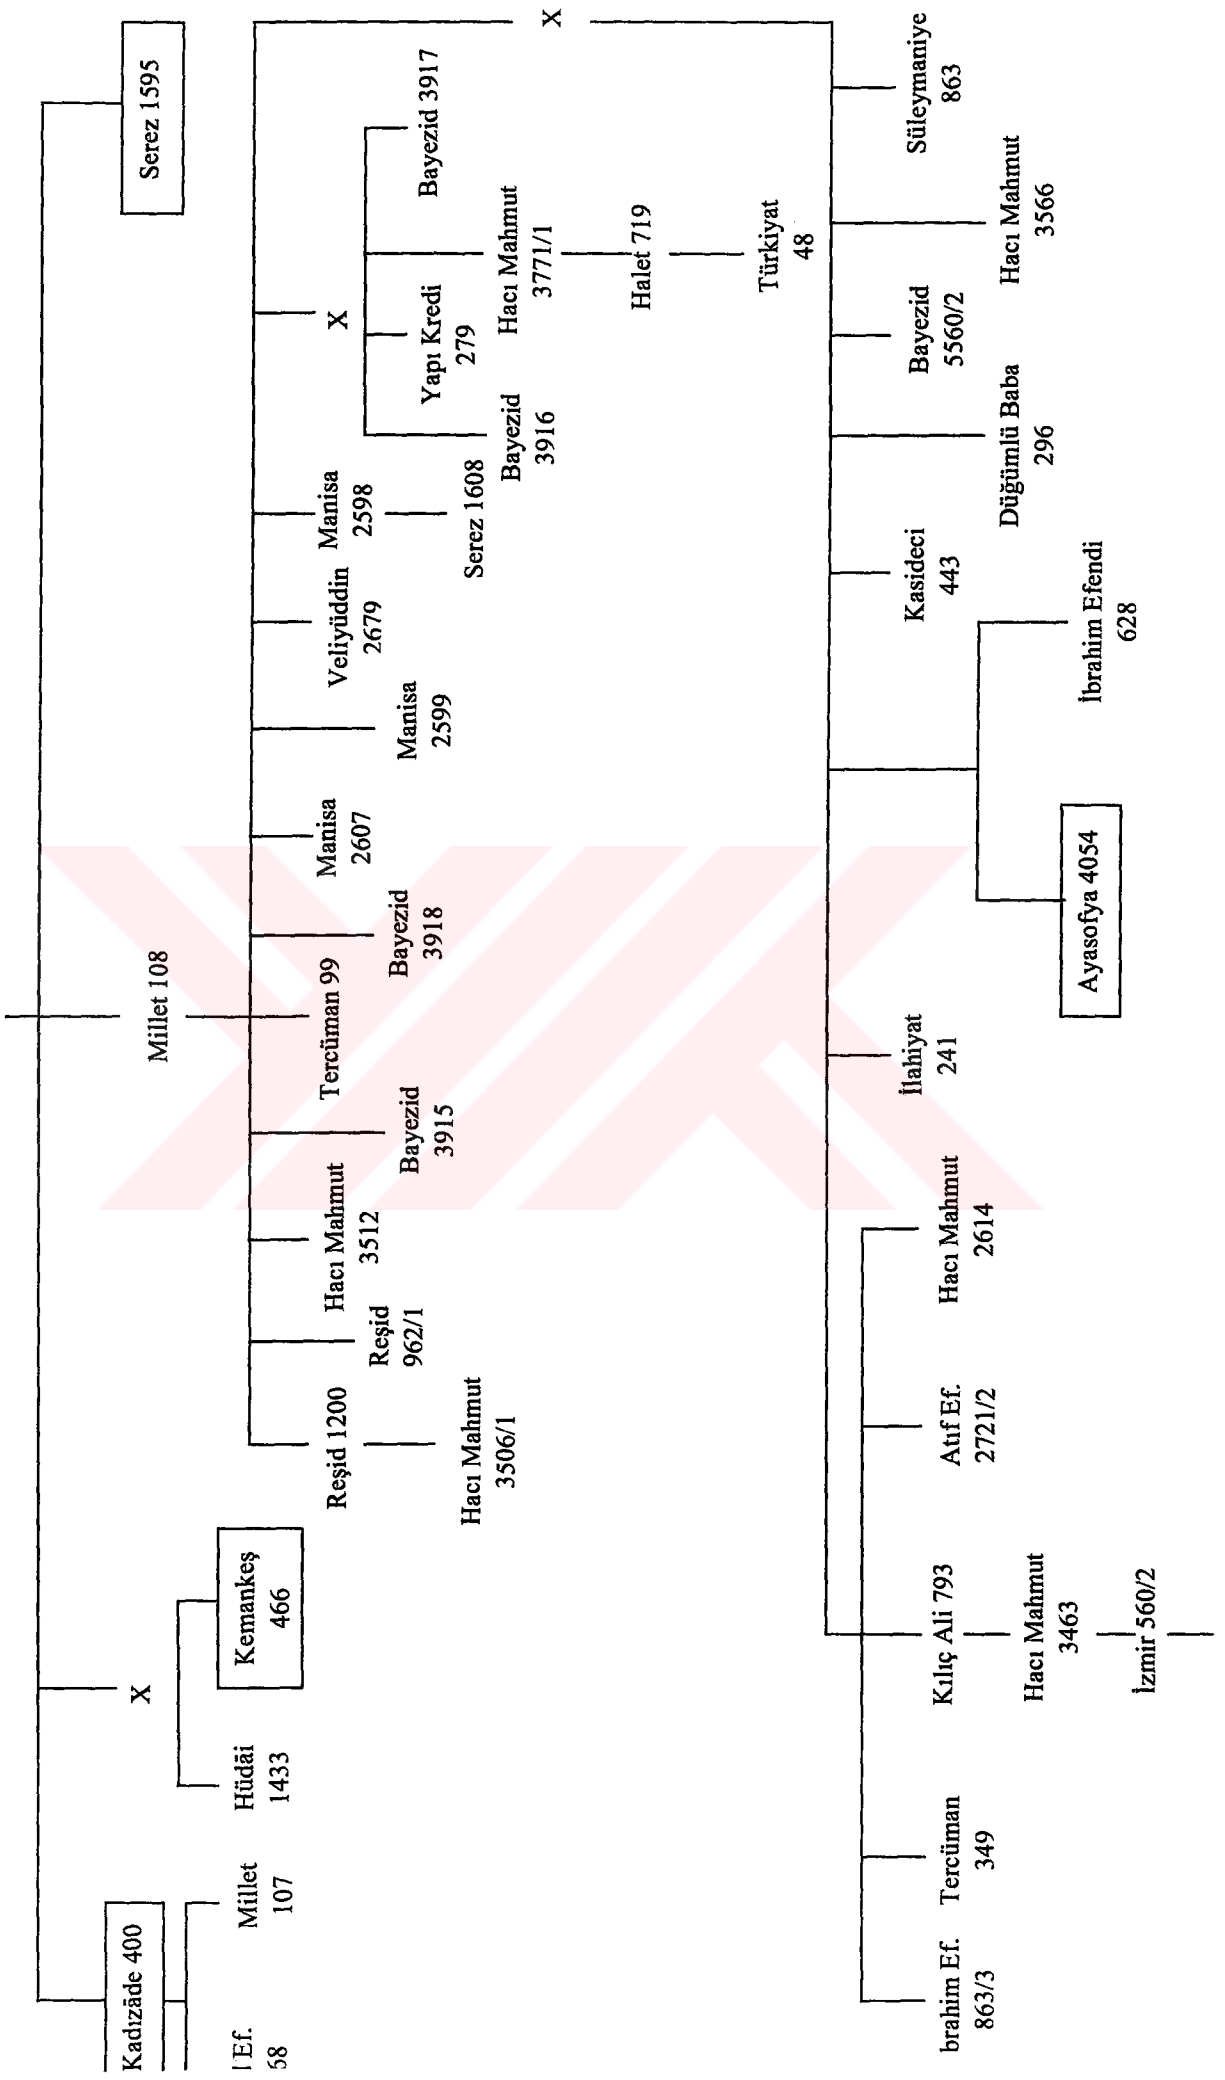 Kadızāde 400
Ef.
Millet
107
X
Hüdāi
1433
Kemankeş
466
Millet 108
Serez 1595
Reşid 1200
Hacı Mahmut
3506/1
Reşid
962/1
Hacı Mahmut
3512
Bayezid
3915
Tercüman 99
Bayezid
3918
Manisa
2607
Manisa
2599
Veliyüddin
2679
Manisa
2598
Serez 1608
X
Bayezid
3916
Yapı Kredi
279
Hacı Mahmut
3771/1
Halet 719
Türkiyat
48
Bayezid 3917
X
brahim Ef.
863/3
Tercüman
349
Kılıç Ali 793
Hacı Mahmut
3463
İzmir 560/2
Atıf Ef.
2721/2
Hacı Mahmut
2614
İlahiyat
241
Ayasofya 4054
İbrahim Efendi
628
Kasideci
443
Düğümlü Baba
296
Bayezid
5560/2
Hacı Mahmut
3566
Süleymaniye
863